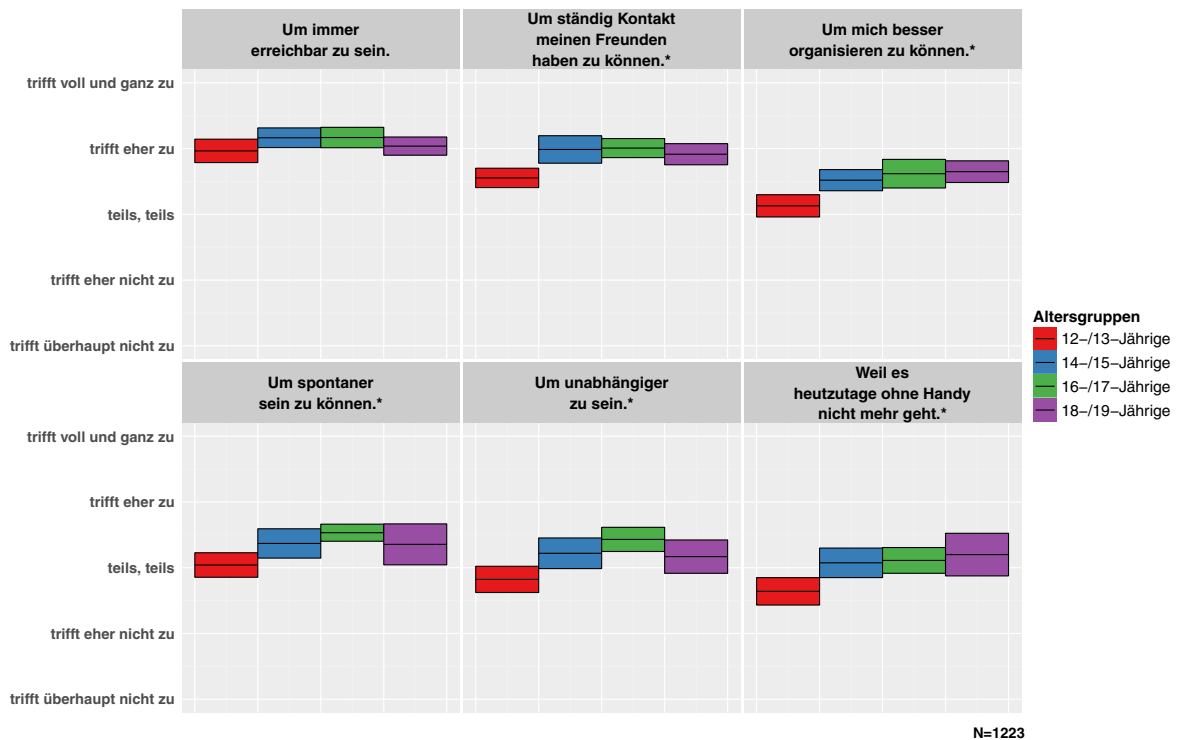 Um immer
erreichbar zu sein.
Um ständig Kontakt
meinen Freunden
haben zu können.*
Um mich besser
organisieren zu können.*
trifft voll und ganz zu
trifft eher zu
teils, teils
trifft eher nicht zu
trifft überhaupt nicht zu
Um spontaner
sein zu können.*
Um unabhängiger
zu sein.*
Weil es
heutzutage ohne Handy
nicht mehr geht.*
trifft voll und ganz zu
trifft eher zu
teils, teils
trifft eher nicht zu
trifft überhaupt nicht zu
Altersgruppen
12−/13−Jährige
14−/15−Jährige
16−/17−Jährige
18−/19−Jährige
N=1223